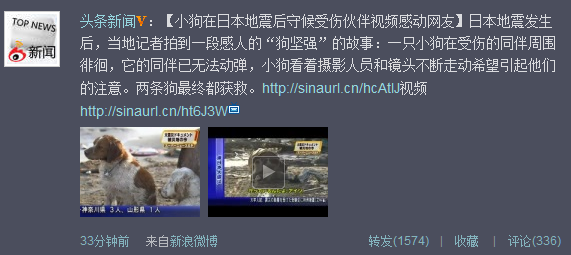 TOP NEWS
新闻
头条新闻V：【小狗在日本地震后守候受伤伙伴视频感动网友】日本地震发生
后，当地记者拍到一段感人的“狗坚强”的故事：一只小狗在受伤的同伴周围
徘徊，它的同伴已无法动弹，小狗看着摄影人员和镜头不断走动希望引起他们
的注意。两条狗最终都获救。http://sinaurl.cn/hcAtlJ视频
http://sinaurl.cn/ht6J3W
神奈川県 3人、山形県 1人
33分钟前 来自新浪微博 转发(1574) | 收藏 | 评论(336)